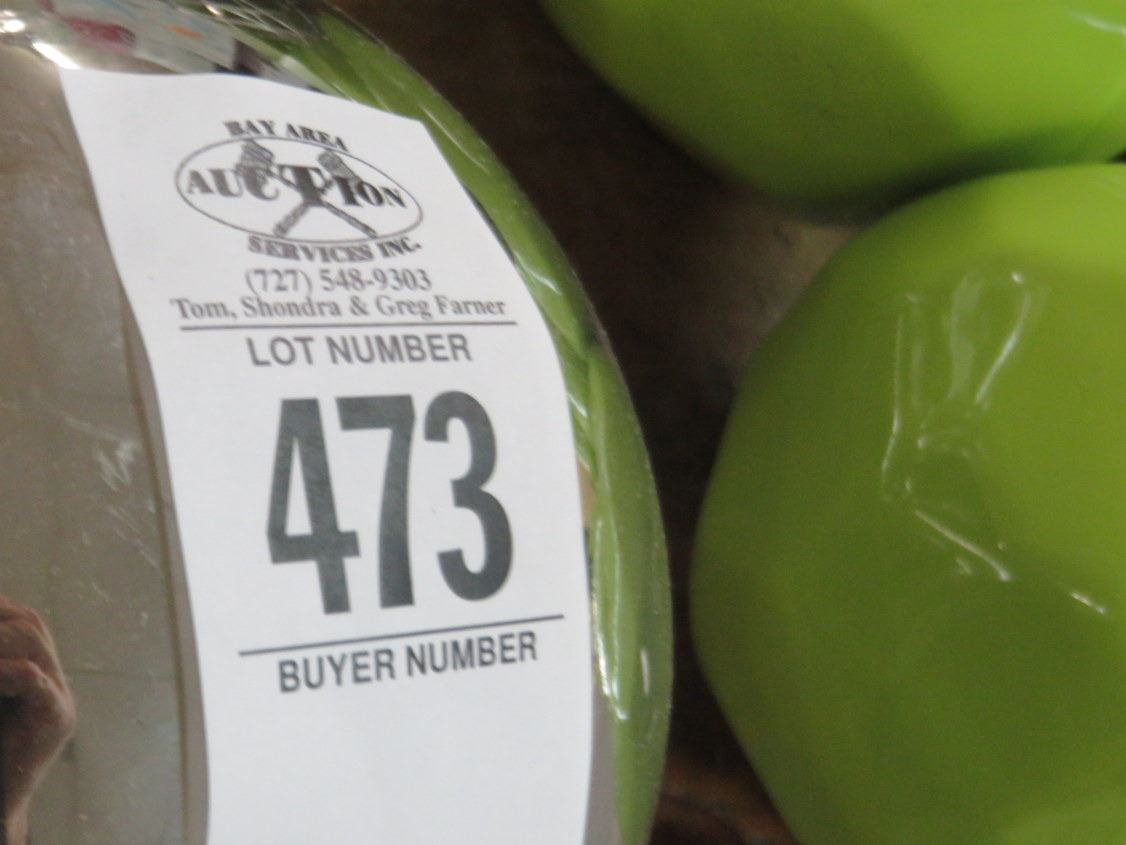 BAY AREA
AUCTION
SERVICES INC.
(727) 548-9303
Tom, Shondra & Greg Farner
LOT NUMBER
473
BUYER NUMBER